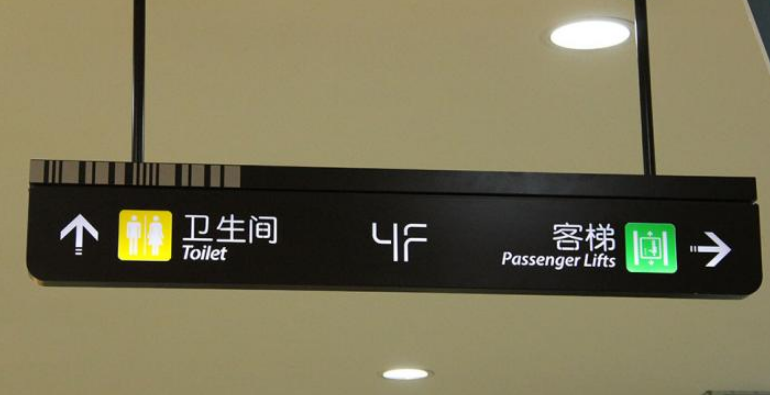 卫生间
Toilet
4F
客梯
Passenger Lifts